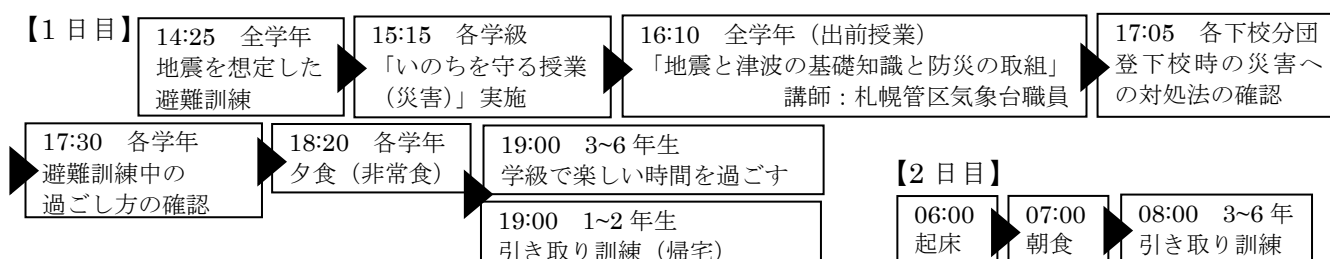 【1 日目】
14:25 全学年
地震を想定した
避難訓練
15:15 各学級
「いのちを守る授業
（災害）」実施
16:10 全学年（出前授業）
「地震と津波の基礎知識と防災の取組」
講師：札幌管区気象台職員
17:05 各下校分団
登下校時の災害へ
の対処法の確認
17:30 各学年
避難訓練中の
過ごし方の確認
18:20 各学年
夕食（非常食）
19:00 3~6 年生
学級で楽しい時間を過ごす
19:00 1~2 年生
引き取り訓練（帰宅）
【2 日目】
06:00
起床
07:00
朝食
08:00 3~6 年
引き取り訓練